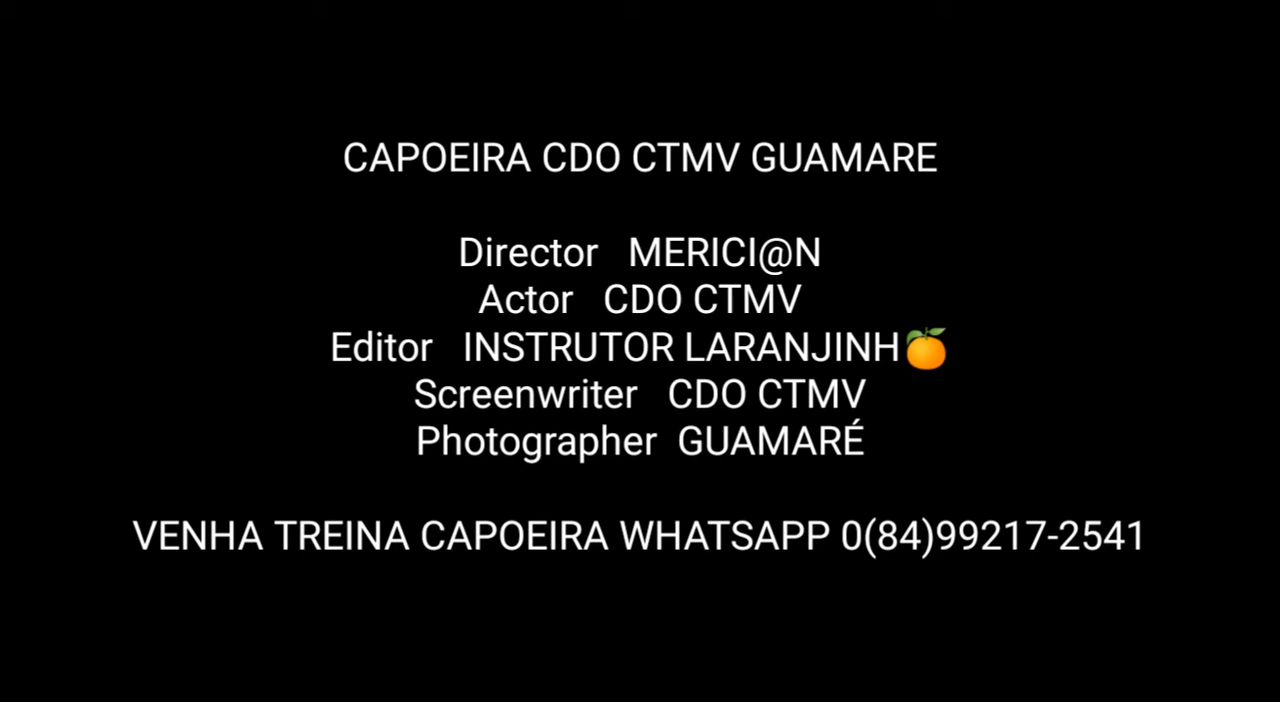 CAPOEIRA CDO CTMV GUAMARE
Director MERICI@N
Actor CDO CTMV
Editor INSTRUTOR LARANJINH🍊
Screenwriter CDO CTMV
Photographer GUAMARÉ
VENHA TREINA CAPOEIRA WHATSAPP 0(84)99217-2541